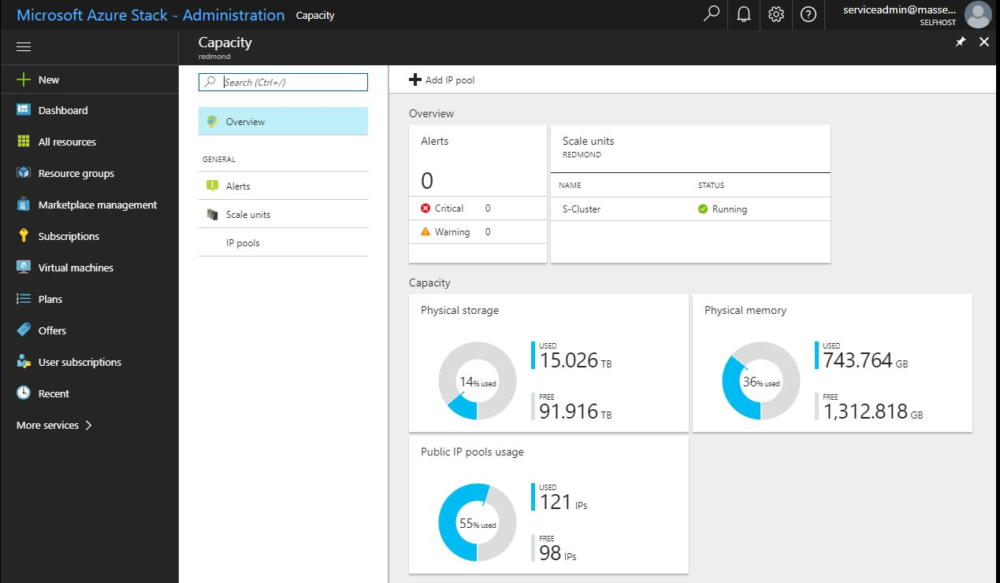 Microsoft Azure Stack - Administration Capacity
serviceadmin@masse...
SELFHOST
Capacity
redmond
New
Dashboard
All resources
Resource groups
Marketplace management
Subscriptions
Virtual machines
Plans
Offers
User subscriptions
Recent
More services
Search (Ctrl+/)
Overview
GENERAL
Alerts
Scale units
IP pools
Add IP pool
Overview
Alerts
0
Critical 0
Warning 0
Scale units
REDMOND
NAME STATUS
S-Cluster Running
Capacity
Physical storage
14% used
USED
15.026 TB
FREE
91.916 TB
Physical memory
36% used
USED
743.764 GB
FREE
1,312.818 GB
Public IP pools usage
55% used
USED
121 IPs
FREE
98 IPs